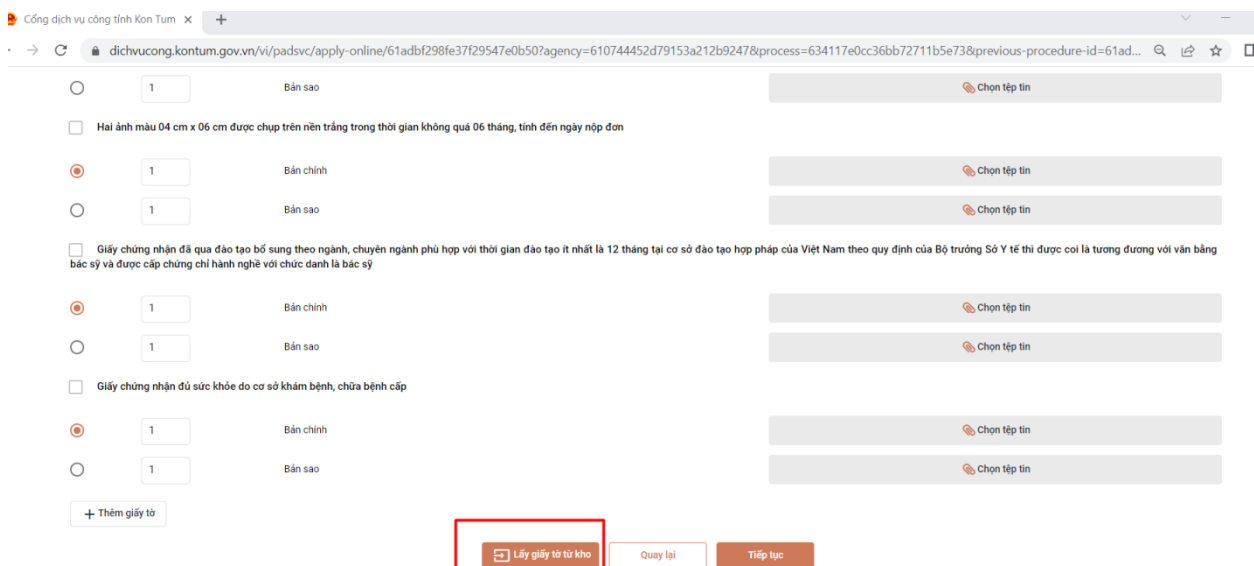 Cổng dịch vụ công tỉnh Kon Tum
dichvucong.kontum.gov.vn/vi/padsvc/apply-online/61adbf298fe37f29547e0b50?agency=610744452d79153a212b9247&process=634117e0cc36bb72711b5e73&previous-procedure-id=61ad...
1 Bản sao Chọn tệp tin
Hai ảnh màu 04 cm x 06 cm được chụp trên nền trắng trong thời gian không quá 06 tháng, tính đến ngày nộp đơn
1 Bản chính Chọn tệp tin
1 Bản sao Chọn tệp tin
Giấy chứng nhận đã qua đào tạo bổ sung theo ngành, chuyên ngành phù hợp với thời gian đào tạo ít nhất là 12 tháng tại cơ sở đào tạo hợp pháp của Việt Nam theo quy định của Bộ trưởng Sở Y tế thì được coi là tương đương với văn bằng
bác sỹ và được cấp chứng chỉ hành nghề với chức danh là bác sỹ
1 Bản chính Chọn tệp tin
1 Bản sao Chọn tệp tin
Giấy chứng nhận đủ sức khỏe do cơ sở khám bệnh, chữa bệnh cấp
1 Bản chính Chọn tệp tin
1 Bản sao Chọn tệp tin
+ Thêm giấy tờ
Lấy giấy tờ từ kho Quay lại Tiếp tục